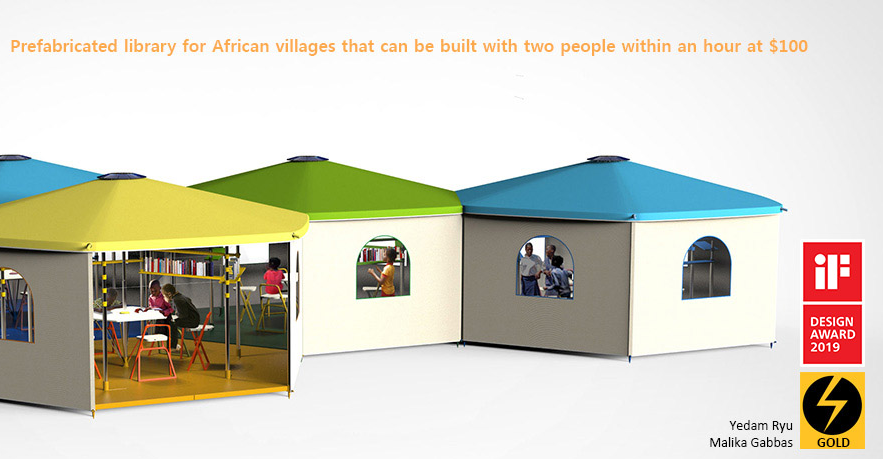 Prefabricated library for African villages that can be built with two people within an hour at $100
iF
DESIGN
AWARD
2019
Yedam Ryu
Malika Gabbas
GOLD